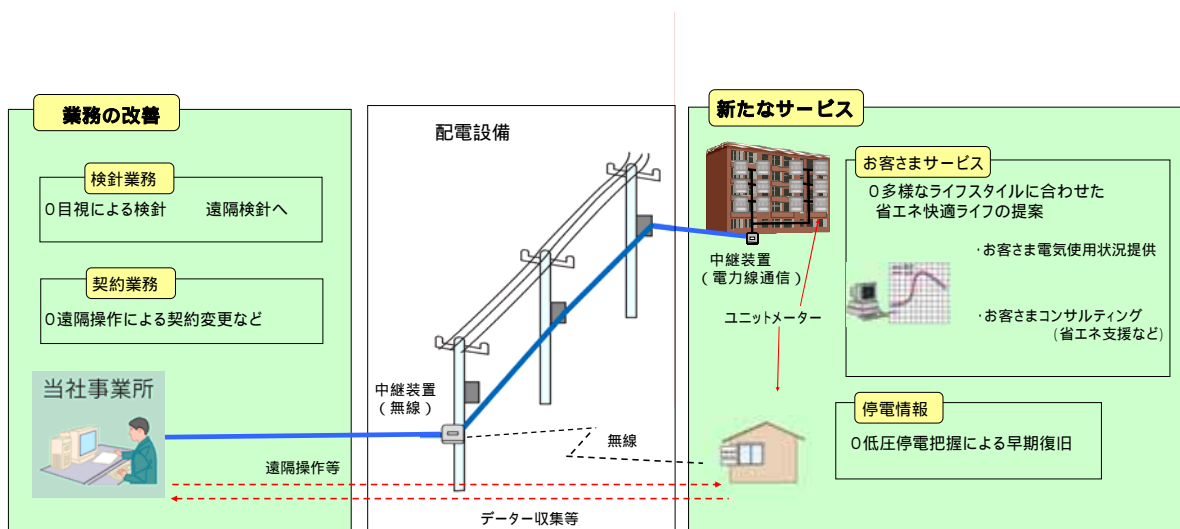 業務の改善
検針業務
0目視による検針　　遠隔検針へ
契約業務
0遠隔操作による契約変更など
当社事業所
遠隔操作等
配電設備
中継装置
（無線）
無線
データー収集等
新たなサービス
中継装置
（電力線通信）
ユニットメーター
お客さまサービス
0多様なライフスタイルに合わせた
省エネ快適ライフの提案
・お客さま電気使用状況提供
・お客さまコンサルティング
(省エネ支援など)
停電情報
0低圧停電把握による早期復旧